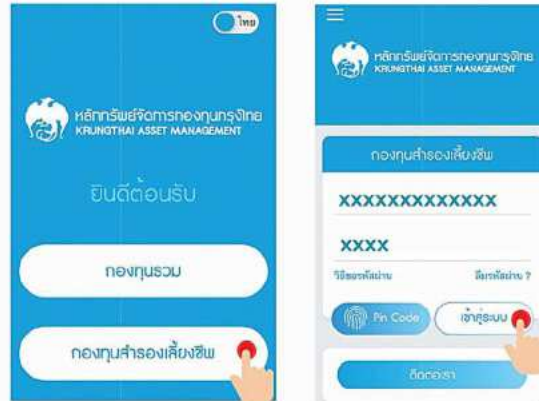 ไทย
หลักทรัพย์จัดการกองทุนกรุงไทย
KRUNGTHAI ASSET MANAGEMENT
ยินดีต้อนรับ
กองทุนรวม
กองทุนสำรองเลี้ยงชีพ
หลักทรัพย์จัดการกองทุนกรุงไทย
KRUNGTHAI ASSET MANAGEMENT
กองทุนสำรองเลี้ยงชีพ
XXXXXXXXXXXXX
XXXX
วิธีขอรหัสผ่าน ลืมรหัสผ่าน ?
Pin Code เข้าสู่ระบบ
ติดต่อเรา